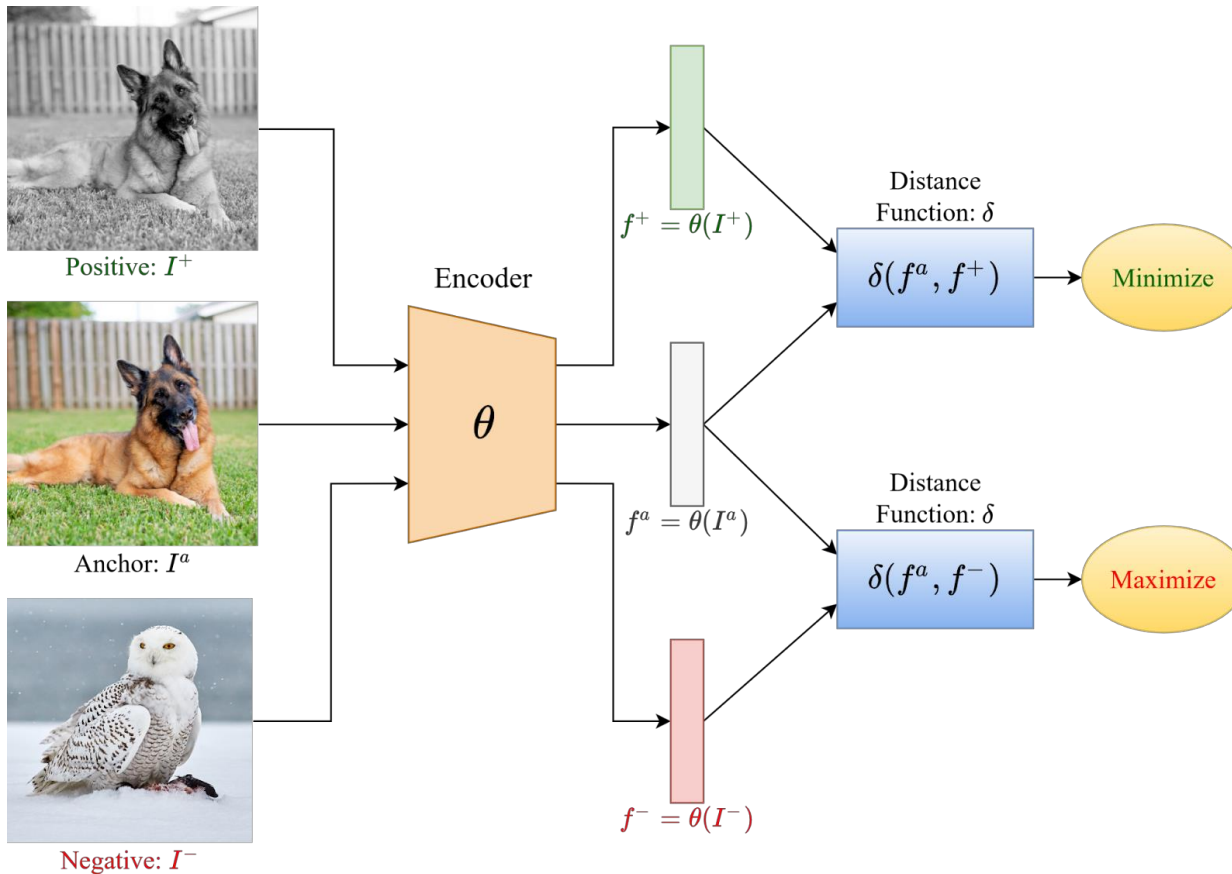 Positive: I⁺
Encoder
θ
Anchor: Iᵃ
Negative: I⁻
f⁺ = θ(I⁺)
fᵃ = θ(Iᵃ)
f⁻ = θ(I⁻)
Distance
Function: δ
δ(fᵃ, f⁺)
Minimize
Distance
Function: δ
δ(fᵃ, f⁻)
Maximize